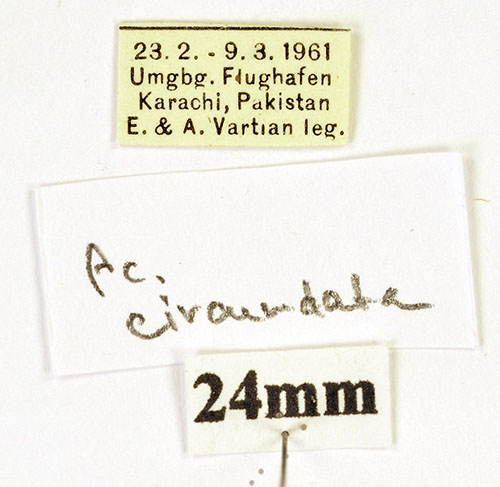 23. 2. - 9. 3. 1961
Umgbg. Flughafen
Karachi, Pakistan
E. & A. Vartian leg.
Ac.
circumdata
24mm